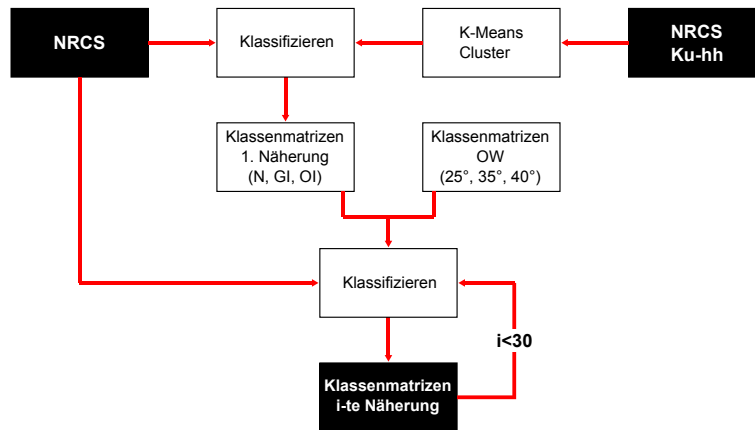 NRCS
Klassifizieren
K-Means
Cluster
NRCS
Ku-hh
Klassenmatrizen
1. Näherung
(N, GI, OI)
Klassenmatrizen
OW
(25°, 35°, 40°)
Klassifizieren
i<30
Klassenmatrizen
i-te Näherung